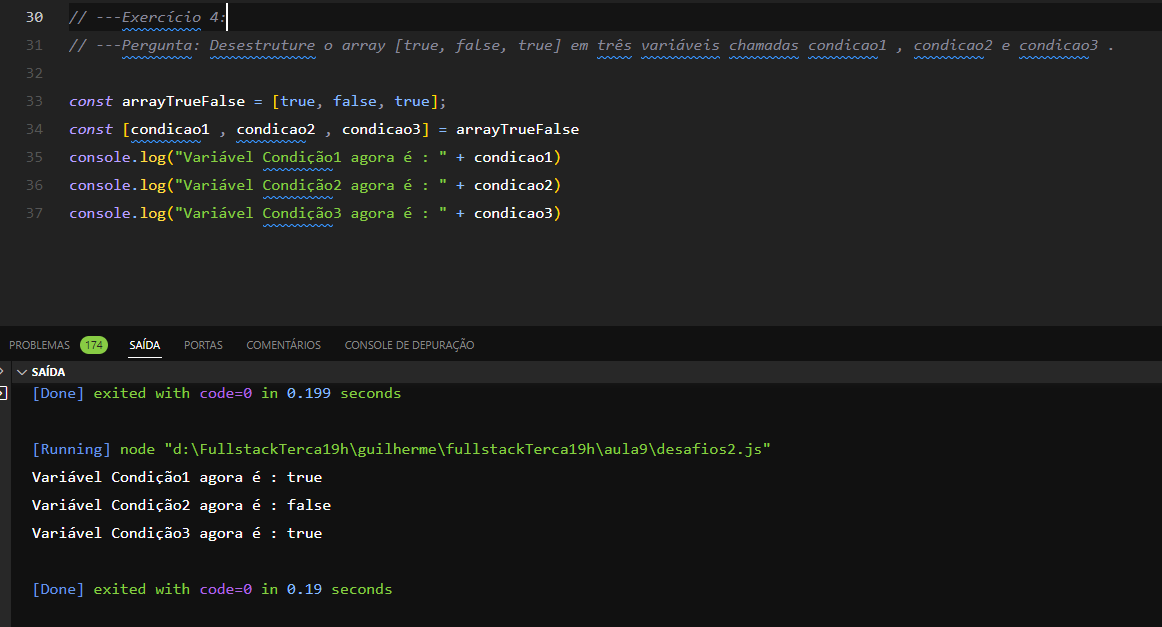 30 // ---Exercício 4:
31 // ---Pergunta: Desestruture o array [true, false, true] em três variáveis chamadas condicao1 , condicao2 e condicao3 .
32
33 const arrayTrueFalse = [true, false, true];
34 const [condicao1 , condicao2 , condicao3] = arrayTrueFalse
35 console.log("Variável Condição1 agora é : " + condicao1)
36 console.log("Variável Condição2 agora é : " + condicao2)
37 console.log("Variável Condição3 agora é : " + condicao3)
PROBLEMAS 174 SAÍDA PORTAS COMENTÁRIOS CONSOLE DE DEPURAÇÃO
SAÍDA
[Done] exited with code=0 in 0.199 seconds
[Running] node "d:\FullstackTerca19h\guilherme\fullstackTerca19h\aula9\desafios2.js"
Variável Condição1 agora é : true
Variável Condição2 agora é : false
Variável Condição3 agora é : true
[Done] exited with code=0 in 0.19 seconds